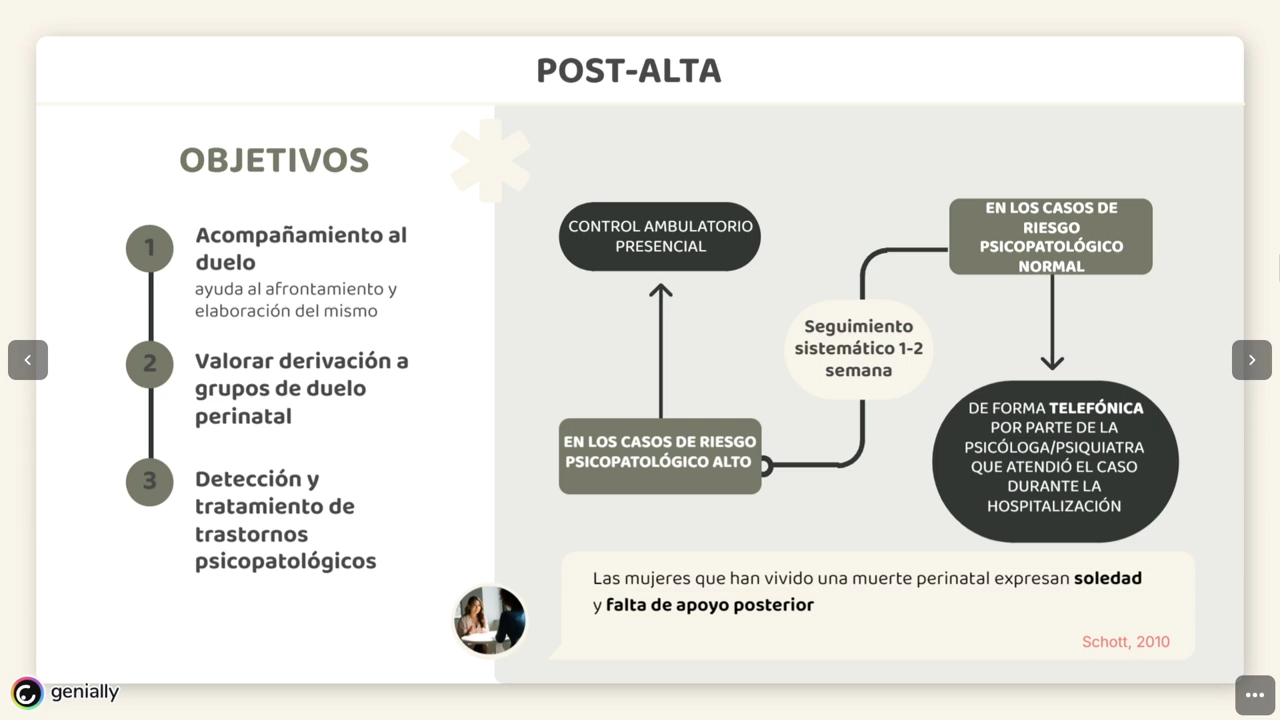 POST-ALTA
OBJETIVOS
1
Acompañamiento al
duelo
ayuda al afrontamiento y
elaboración del mismo
2
Valorar derivación a
grupos de duelo
perinatal
3
Detección y
tratamiento de
trastornos
psicopatológicos
CONTROL AMBULATORIO
PRESENCIAL
EN LOS CASOS DE RIESGO
PSICOPATOLÓGICO ALTO
Seguimiento
sistemático 1-2
semana
EN LOS CASOS DE
RIESGO
PSICOPATOLÓGICO
NORMAL
DE FORMA TELEFÓNICA
POR PARTE DE LA
PSICÓLOGA/PSIQUIATRA
QUE ATENDIÓ EL CASO
DURANTE LA
HOSPITALIZACIÓN
Las mujeres que han vivido una muerte perinatal expresan soledad
y falta de apoyo posterior
Schott, 2010
genially